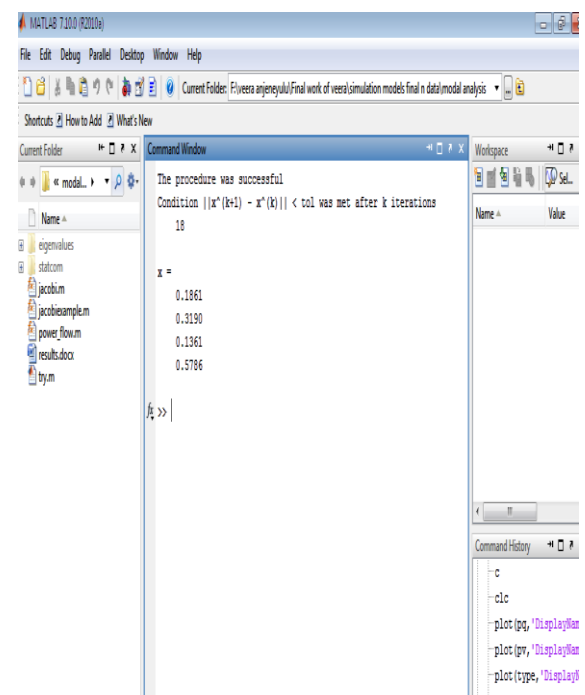 MATLAB 7.10.0 (R2010a)
File Edit Debug Parallel Desktop Window Help
Current Folder: F:\veera anjeneyulu\Final work of veera\simulation models final n data\modal analysis
Shortcuts How to Add What's New
Current Folder
« modal...
Name
eigenvalues
statcom
jacobi.m
jacobiexample.m
power_flow.m
results.docx
try.m
Command Window
The procedure was successful
Condition ||x^(k+1) - x^(k)|| < tol was met after k iterations
18
x =
0.1861
0.3190
0.1361
0.5786
fx >>
Workspace
Sel...
Name Value
Command History
c
clc
plot(pq,'DisplayNam
plot(pv,'DisplayNam
plot(type,'DisplayN